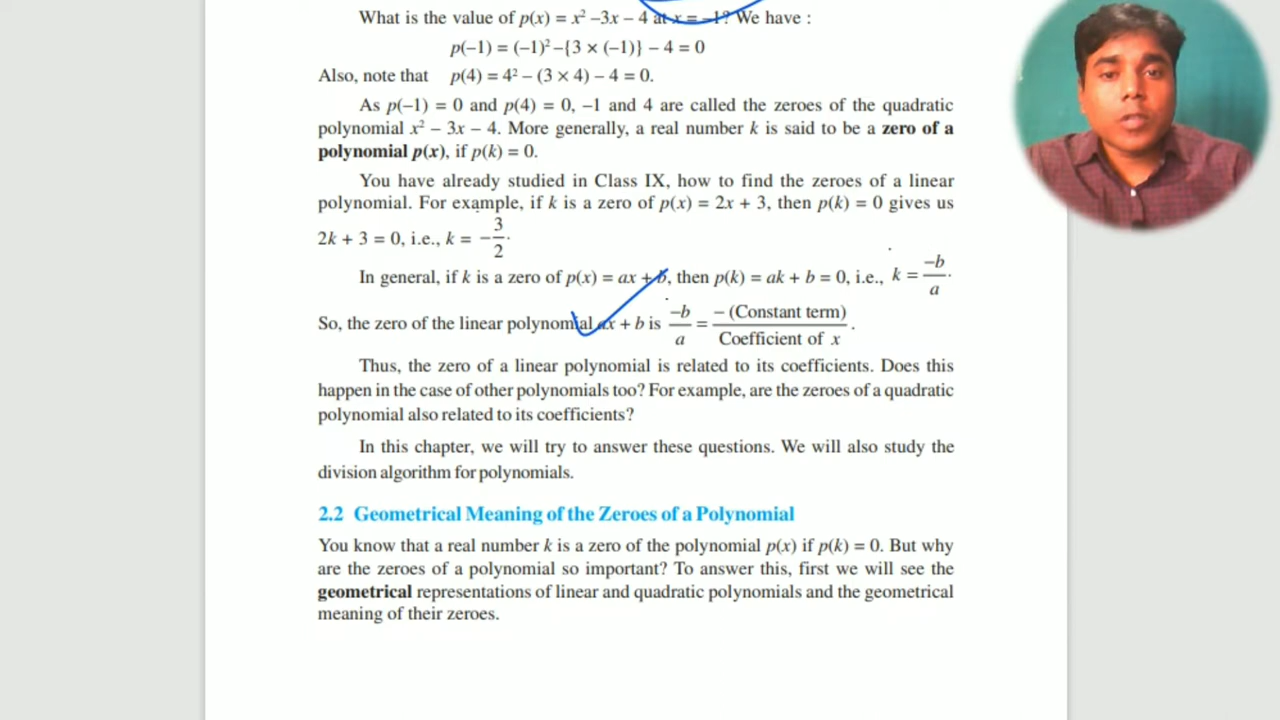 What is the value of p(x) = x² –3x – 4 at x = –1? We have :
p(–1) = (–1)² –{3 × (–1)} – 4 = 0
Also, note that p(4) = 4² – (3 × 4) – 4 = 0.
As p(–1) = 0 and p(4) = 0, –1 and 4 are called the zeroes of the quadratic
polynomial x² – 3x – 4. More generally, a real number k is said to be a zero of a
polynomial p(x), if p(k) = 0.
You have already studied in Class IX, how to find the zeroes of a linear
polynomial. For example, if k is a zero of p(x) = 2x + 3, then p(k) = 0 gives us
2k + 3 = 0, i.e., k = –3/2.
In general, if k is a zero of p(x) = ax + b, then p(k) = ak + b = 0, i.e., k = –b/a.
So, the zero of the linear polynomial ax + b is –b/a = – (Constant term)/Coefficient of x.
Thus, the zero of a linear polynomial is related to its coefficients. Does this
happen in the case of other polynomials too? For example, are the zeroes of a quadratic
polynomial also related to its coefficients?
In this chapter, we will try to answer these questions. We will also study the
division algorithm for polynomials.
2.2 Geometrical Meaning of the Zeroes of a Polynomial
You know that a real number k is a zero of the polynomial p(x) if p(k) = 0. But why
are the zeroes of a polynomial so important? To answer this, first we will see the
geometrical representations of linear and quadratic polynomials and the geometrical
meaning of their zeroes.